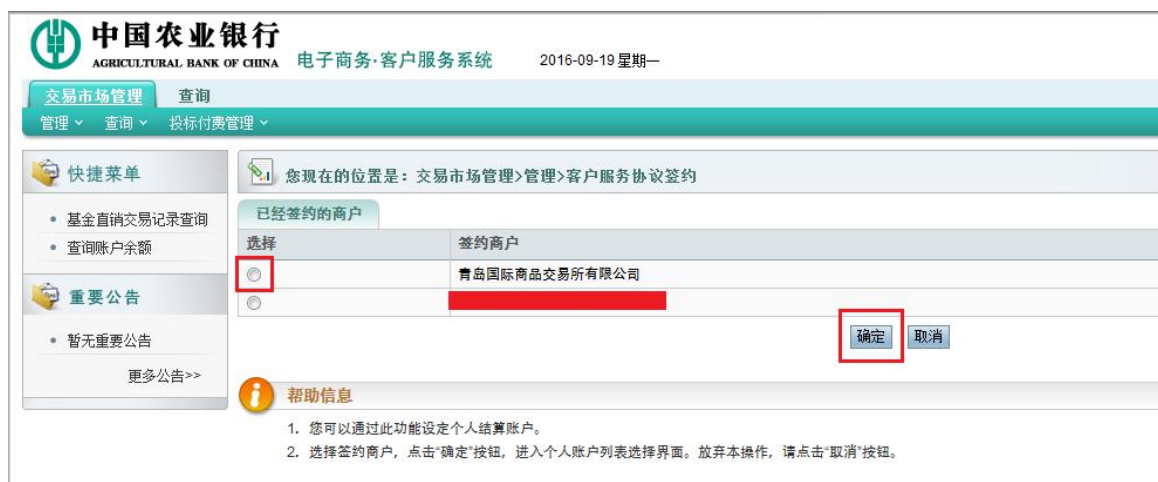 中国农业银行
AGRICULTURAL BANK OF CHINA 电子商务·客户服务系统 2016-09-19 星期一
交易市场管理 查询
管理 查询 投标付费管理
快捷菜单
• 基金直销交易记录查询
• 查询账户余额
重要公告
• 暂无重要公告
更多公告>>
您现在的位置是：交易市场管理>管理>客户服务协议签约
已经签约的商户
选择 签约商户
青岛国际商品交易所有限公司
确定 取消
帮助信息
1. 您可以通过此功能设定个人结算账户。
2. 选择签约商户，点击“确定”按钮，进入个人账户列表选择界面。放弃本操作，请点击“取消”按钮。